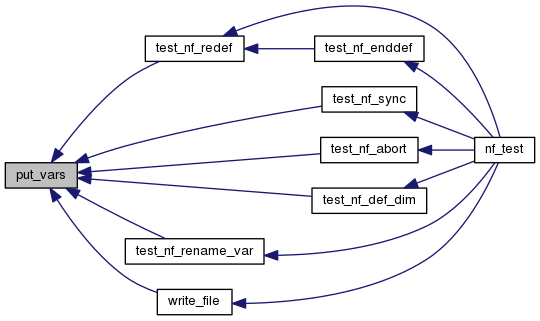 test_nf_redef
test_nf_enddef
test_nf_sync
test_nf_abort
nf_test
put_vars
test_nf_def_dim
test_nf_rename_var
write_file